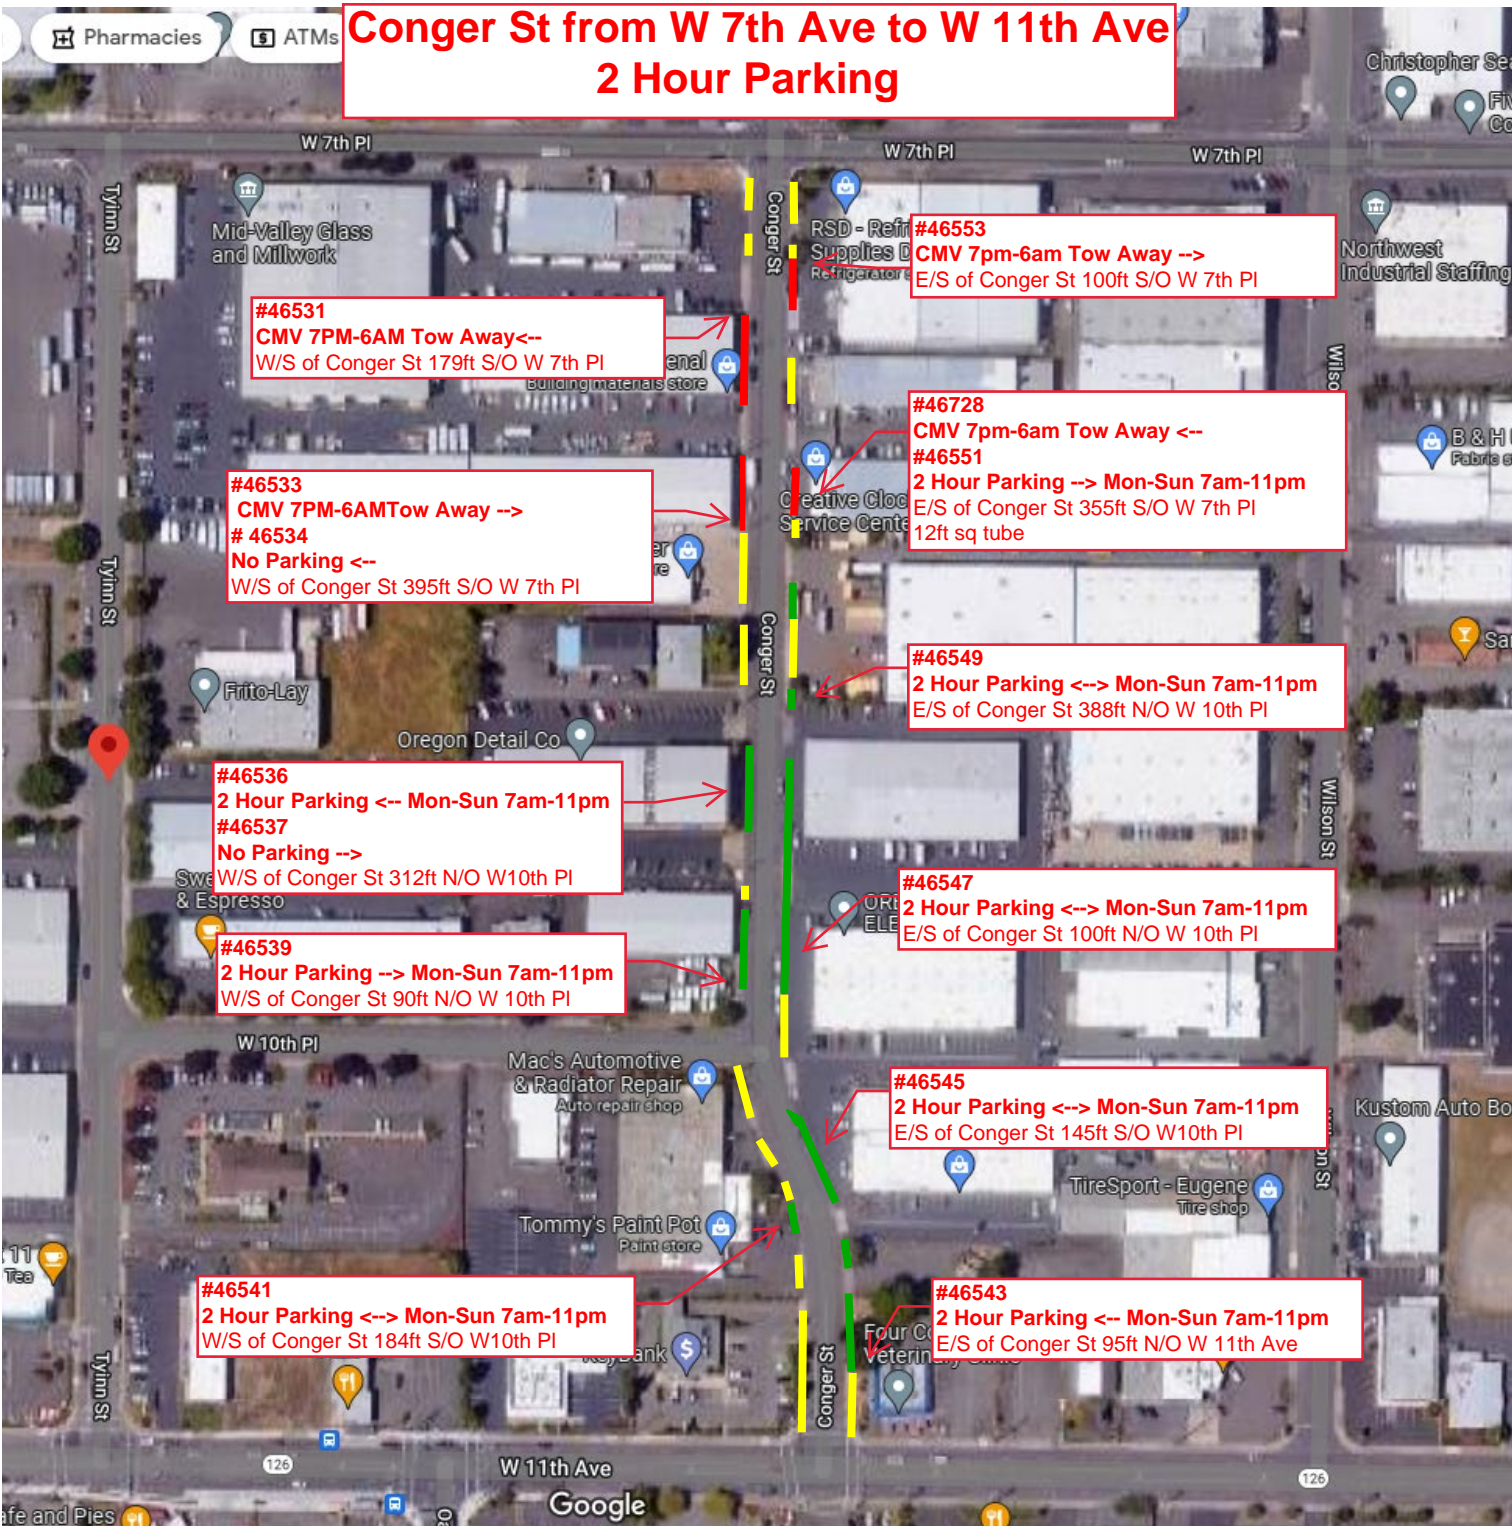 Conger St from W 7th Ave to W 11th Ave
2 Hour Parking
Pharmacies
ATMs
Christopher
W 7th Pl
W 7th Pl
W 7th Pl
Tyinn St
Conger St
Mid-Valley Glass
and Millwork
RSD -
Supplies
Northwest
Industrial Staffing
#46553
CMV 7pm-6am Tow Away -->
E/S of Conger St 100ft S/O W 7th Pl
#46531
CMV 7PM-6AM Tow Away<--
W/S of Conger St 179ft S/O W 7th Pl
Building materials store
#46728
CMV 7pm-6am Tow Away <--
#46551
2 Hour Parking --> Mon-Sun 7am-11pm
E/S of Conger St 355ft S/O W 7th Pl
12ft sq tube
B & H
#46533
CMV 7PM-6AMTow Away -->
# 46534
No Parking <--
W/S of Conger St 395ft S/O W 7th Pl
Creative
Service
Tyinn St
Conger St
#46549
2 Hour Parking <--> Mon-Sun 7am-11pm
E/S of Conger St 388ft N/O W 10th Pl
Frito-Lay
Oregon Detail Co
#46536
2 Hour Parking <-- Mon-Sun 7am-11pm
#46537
No Parking -->
W/S of Conger St 312ft N/O W10th Pl
Wilson St
& Espresso
#46547
2 Hour Parking <--> Mon-Sun 7am-11pm
E/S of Conger St 100ft N/O W 10th Pl
#46539
2 Hour Parking --> Mon-Sun 7am-11pm
W/S of Conger St 90ft N/O W 10th Pl
W 10th Pl
Mac's Automotive
& Radiator Repair
Auto repair shop
#46545
2 Hour Parking <--> Mon-Sun 7am-11pm
E/S of Conger St 145ft S/O W10th Pl
Kustom Auto
TireSport - Eugene
Tire shop
Tommy's Paint Pot
Paint store
11
Tea
#46541
2 Hour Parking <--> Mon-Sun 7am-11pm
W/S of Conger St 184ft S/O W10th Pl
#46543
2 Hour Parking <-- Mon-Sun 7am-11pm
E/S of Conger St 95ft N/O W 11th Ave
Four
Tyinn St
Conger St
126
W 11th Ave
126
Google
and Pies